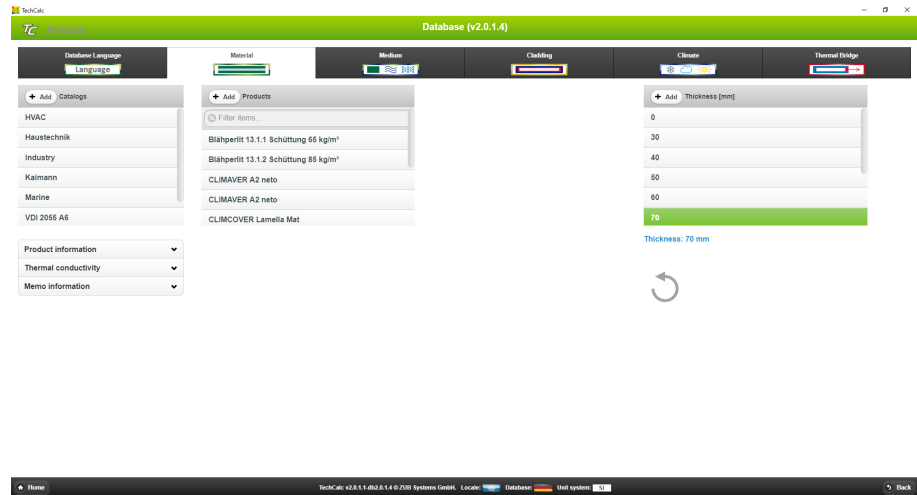 TechCalc
TC TechCalc
Database (v2.0.1.4)
Database Language
Language
Material
Medium
Cladding
Climate
Thermal Bridge
+ Add Catalogs
HVAC
Haustechnik
Industry
Kaimann
Marine
VDI 2055 A6
Product information
Thermal conductivity
Memo information
+ Add Products
Filter items...
Blähperlit 13.1.1 Schüttung 65 kg/m³
Blähperlit 13.1.2 Schüttung 85 kg/m³
CLIMAVER A2 neto
CLIMAVER A2 neto
CLIMCOVER Lamella Mat
+ Add Thickness [mm]
0
30
40
50
60
70
Thickness: 70 mm
Home
TechCalc v2.0.1.1-db2.0.1.4 © ZUB Systems GmbH. Locale: Database: Unit system: SI
Back